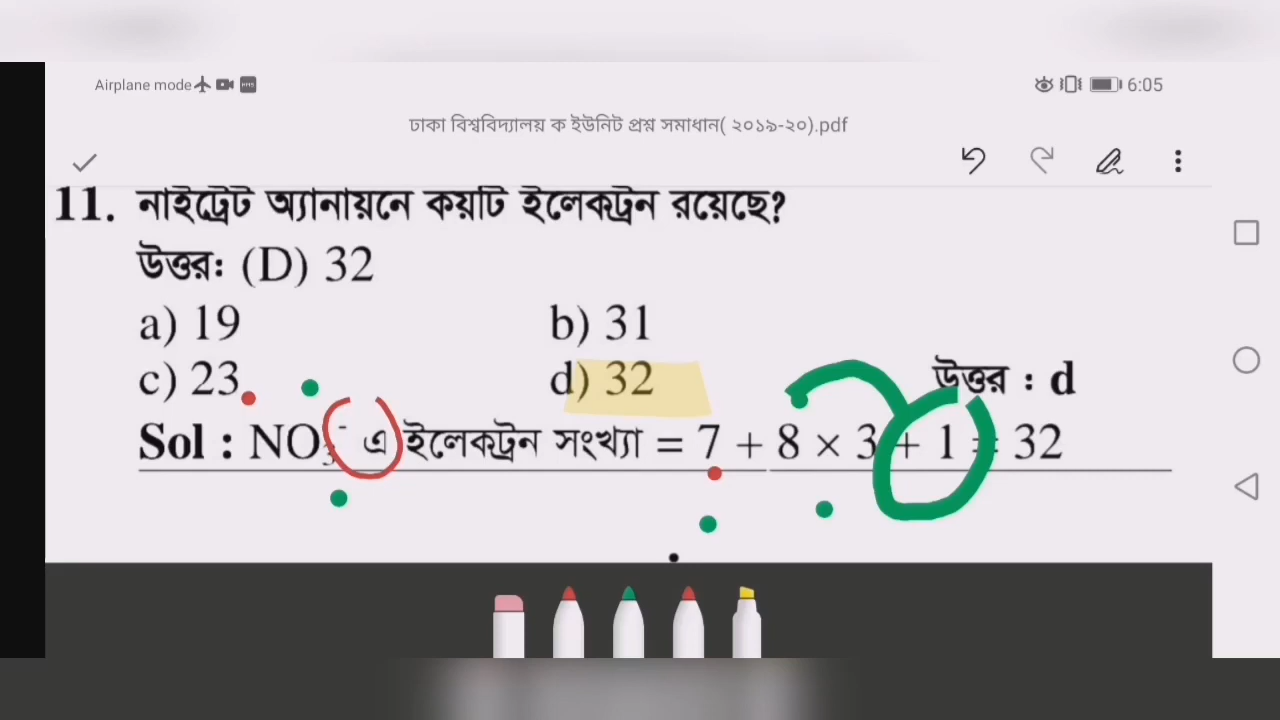 Airplane mode 6:05
ঢাকা বিশ্ববিদ্যালয় ক ইউনিট প্রশ্ন সমাধান( ২০১৯-২০).pdf
11. নাইট্রেট অ্যানায়নে কয়টি ইলেকট্রন রয়েছে?
উত্তরঃ (D) 32
a) 19 b) 31
c) 23 d) 32 উত্তর : d
Sol : NO₃⁻ এ ইলেকট্রন সংখ্যা = 7 + 8 × 3 + 1 = 32